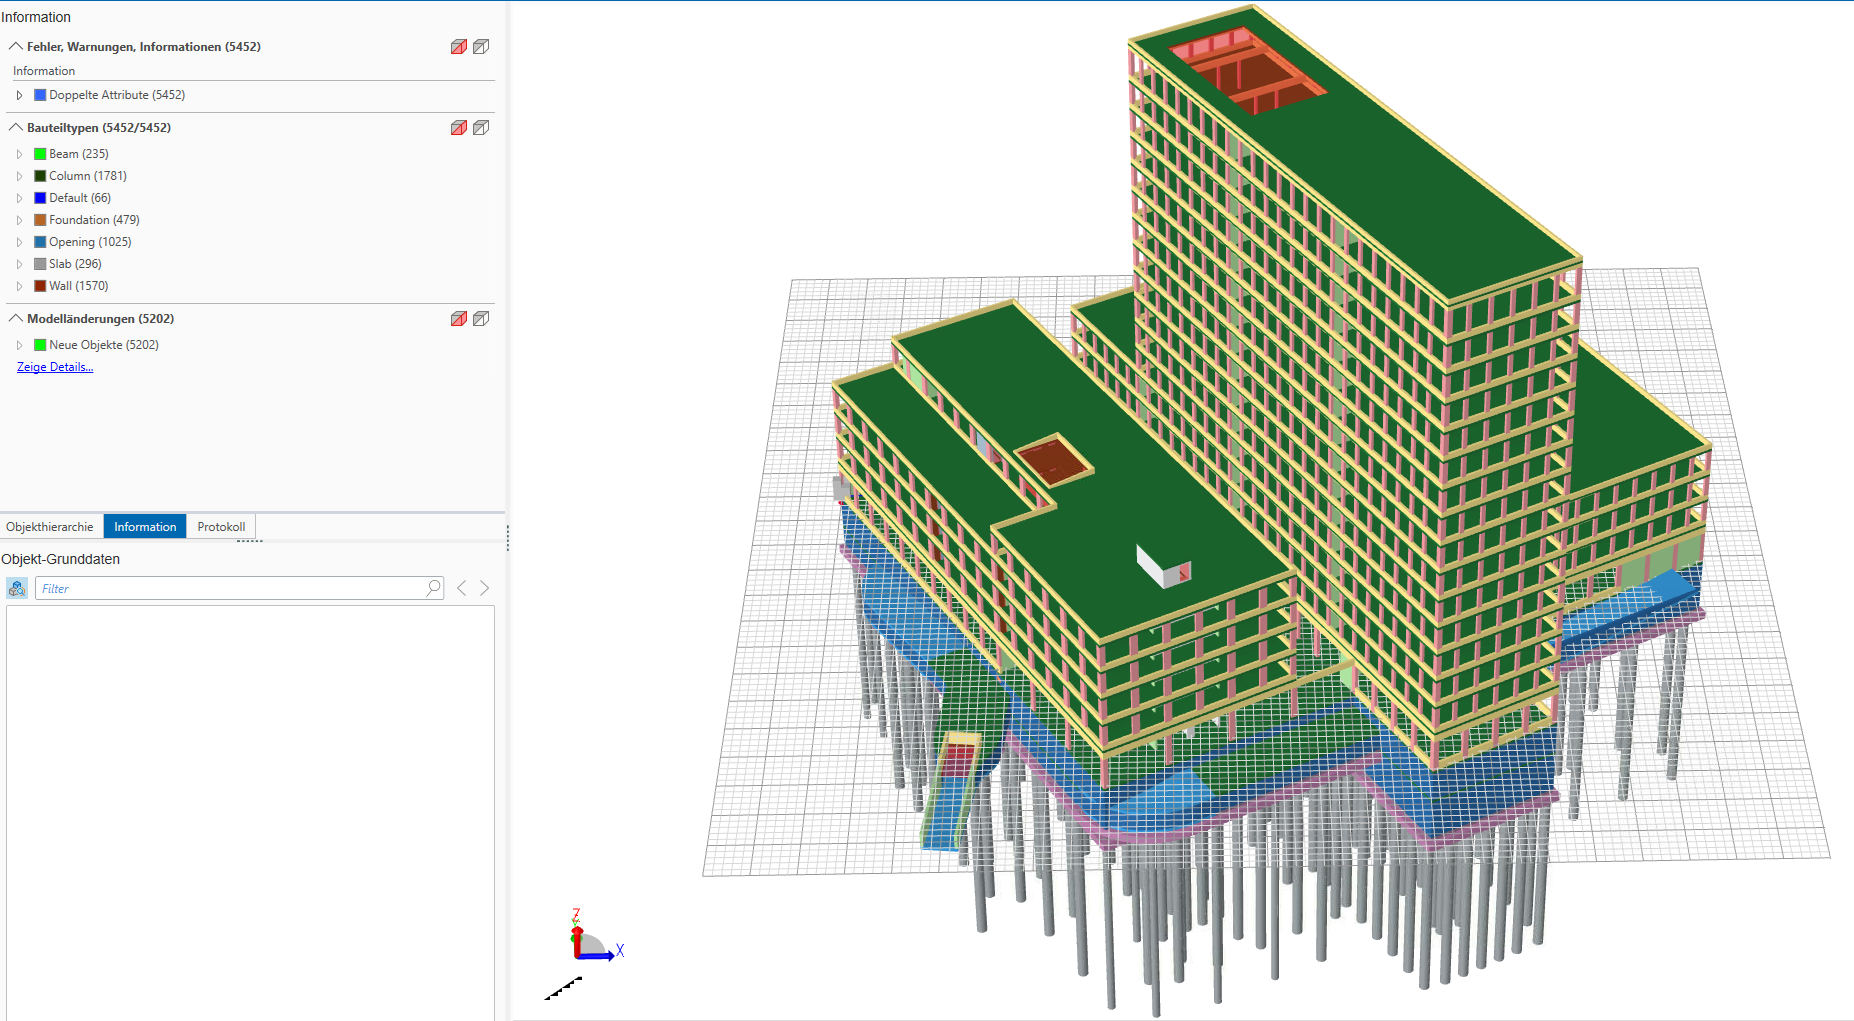 Information
Fehler, Warnungen, Informationen (5452)
Information
Doppelte Attribute (5452)
Bauteiltypen (5452/5452)
Beam (235)
Column (1781)
Default (66)
Foundation (479)
Opening (1025)
Slab (296)
Wall (1570)
Modelländerungen (5202)
Neue Objekte (5202)
Zeige Details...
Objekthierarchie Information Protokoll
Objekt-Grunddaten
Filter
Z
X